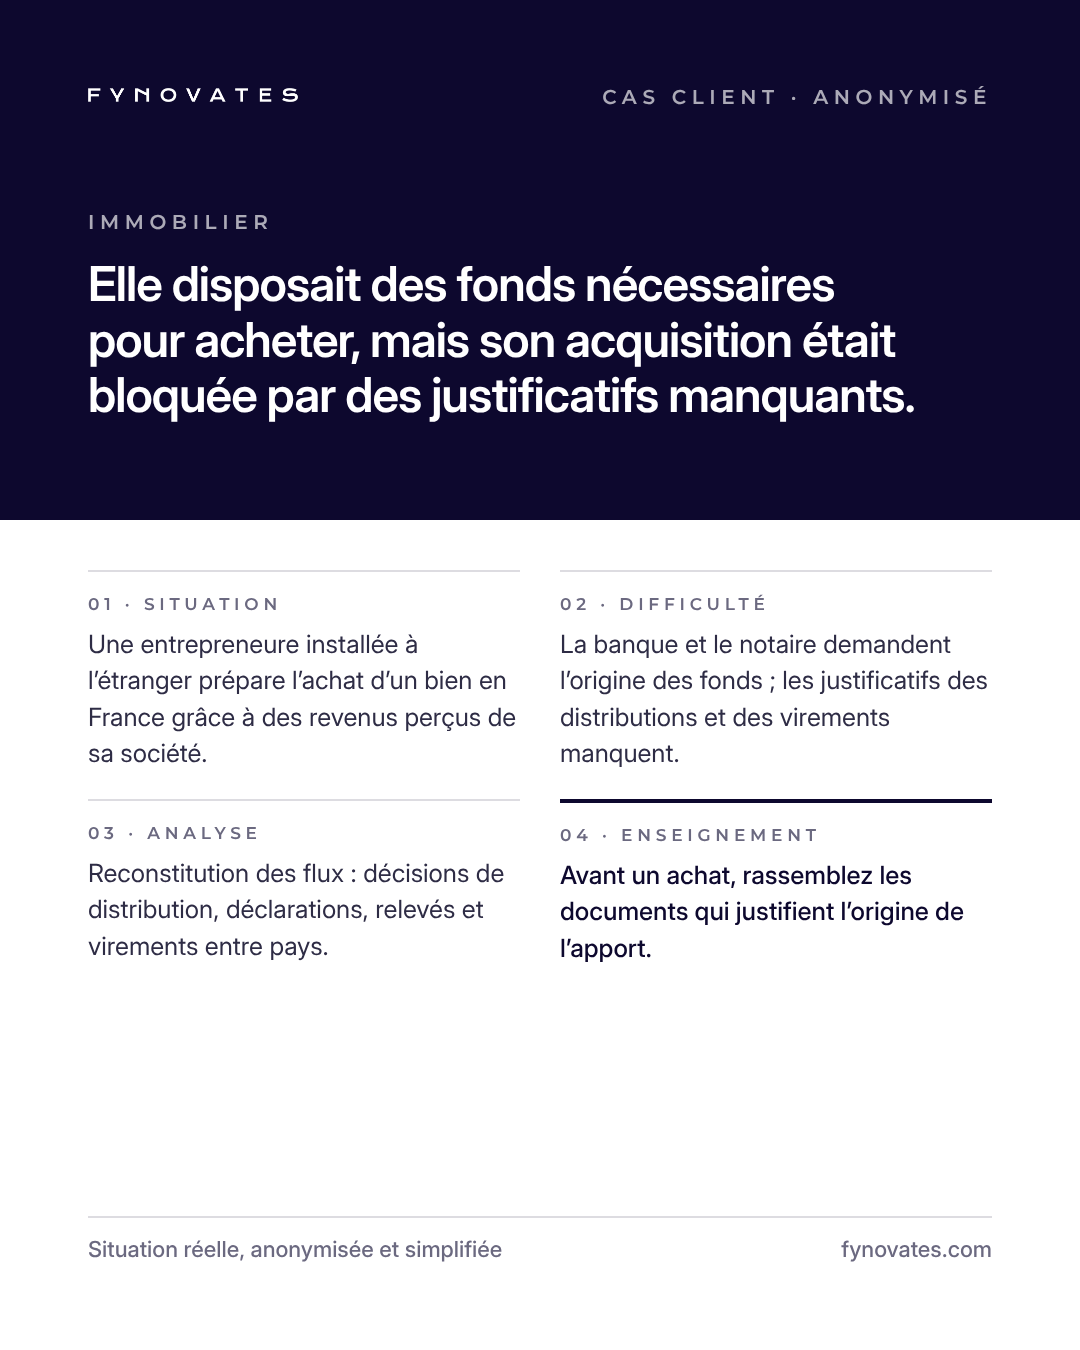 FYNOVATES
CAS CLIENT · ANONYMISÉ
IMMOBILIER
Elle disposait des fonds nécessaires
pour acheter, mais son acquisition était
bloquée par des justificatifs manquants.
01 · SITUATION
Une entrepreneure installée à
l’étranger prépare l’achat d’un bien en
France grâce à des revenus perçus de
sa société.
02 · DIFFICULTÉ
La banque et le notaire demandent
l’origine des fonds ; les justificatifs des
distributions et des virements
manquent.
03 · ANALYSE
Reconstitution des flux : décisions de
distribution, déclarations, relevés et
virements entre pays.
04 · ENSEIGNEMENT
Avant un achat, rassemblez les
documents qui justifient l’origine de
l’apport.
Situation réelle, anonymisée et simplifiée
fynovates.com